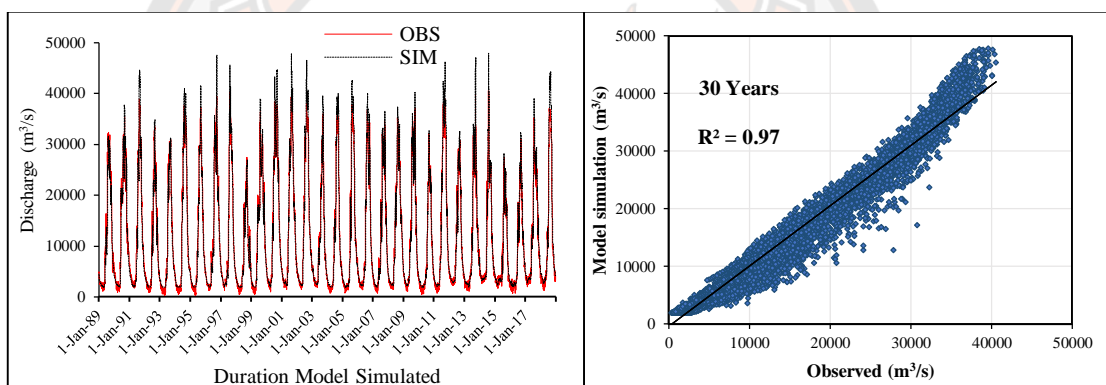 OBS
SIM
50000
40000
30000
20000
10000
0
Discharge (m³/s)
1-Jan-89
1-Jan-91
1-Jan-93
1-Jan-95
1-Jan-97
1-Jan-99
1-Jan-01
1-Jan-03
1-Jan-05
1-Jan-07
1-Jan-09
1-Jan-11
1-Jan-13
1-Jan-15
1-Jan-17
Duration Model Simulated
50000
40000
30000
20000
10000
0
Model simulation (m³/s)
30 Years
R² = 0.97
0 10000 20000 30000 40000 50000
Observed (m³/s)